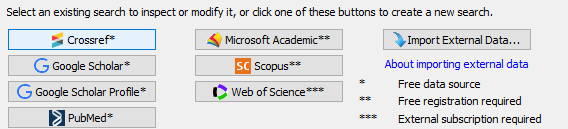 Select an existing search to inspect or modify it, or click one of these buttons to create a new search.
Crossref* Microsoft Academic** Import External Data...
Google Scholar* Scopus** About importing external data
Google Scholar Profile* Web of Science*** * Free data source
** Free registration required
PubMed* *** External subscription required